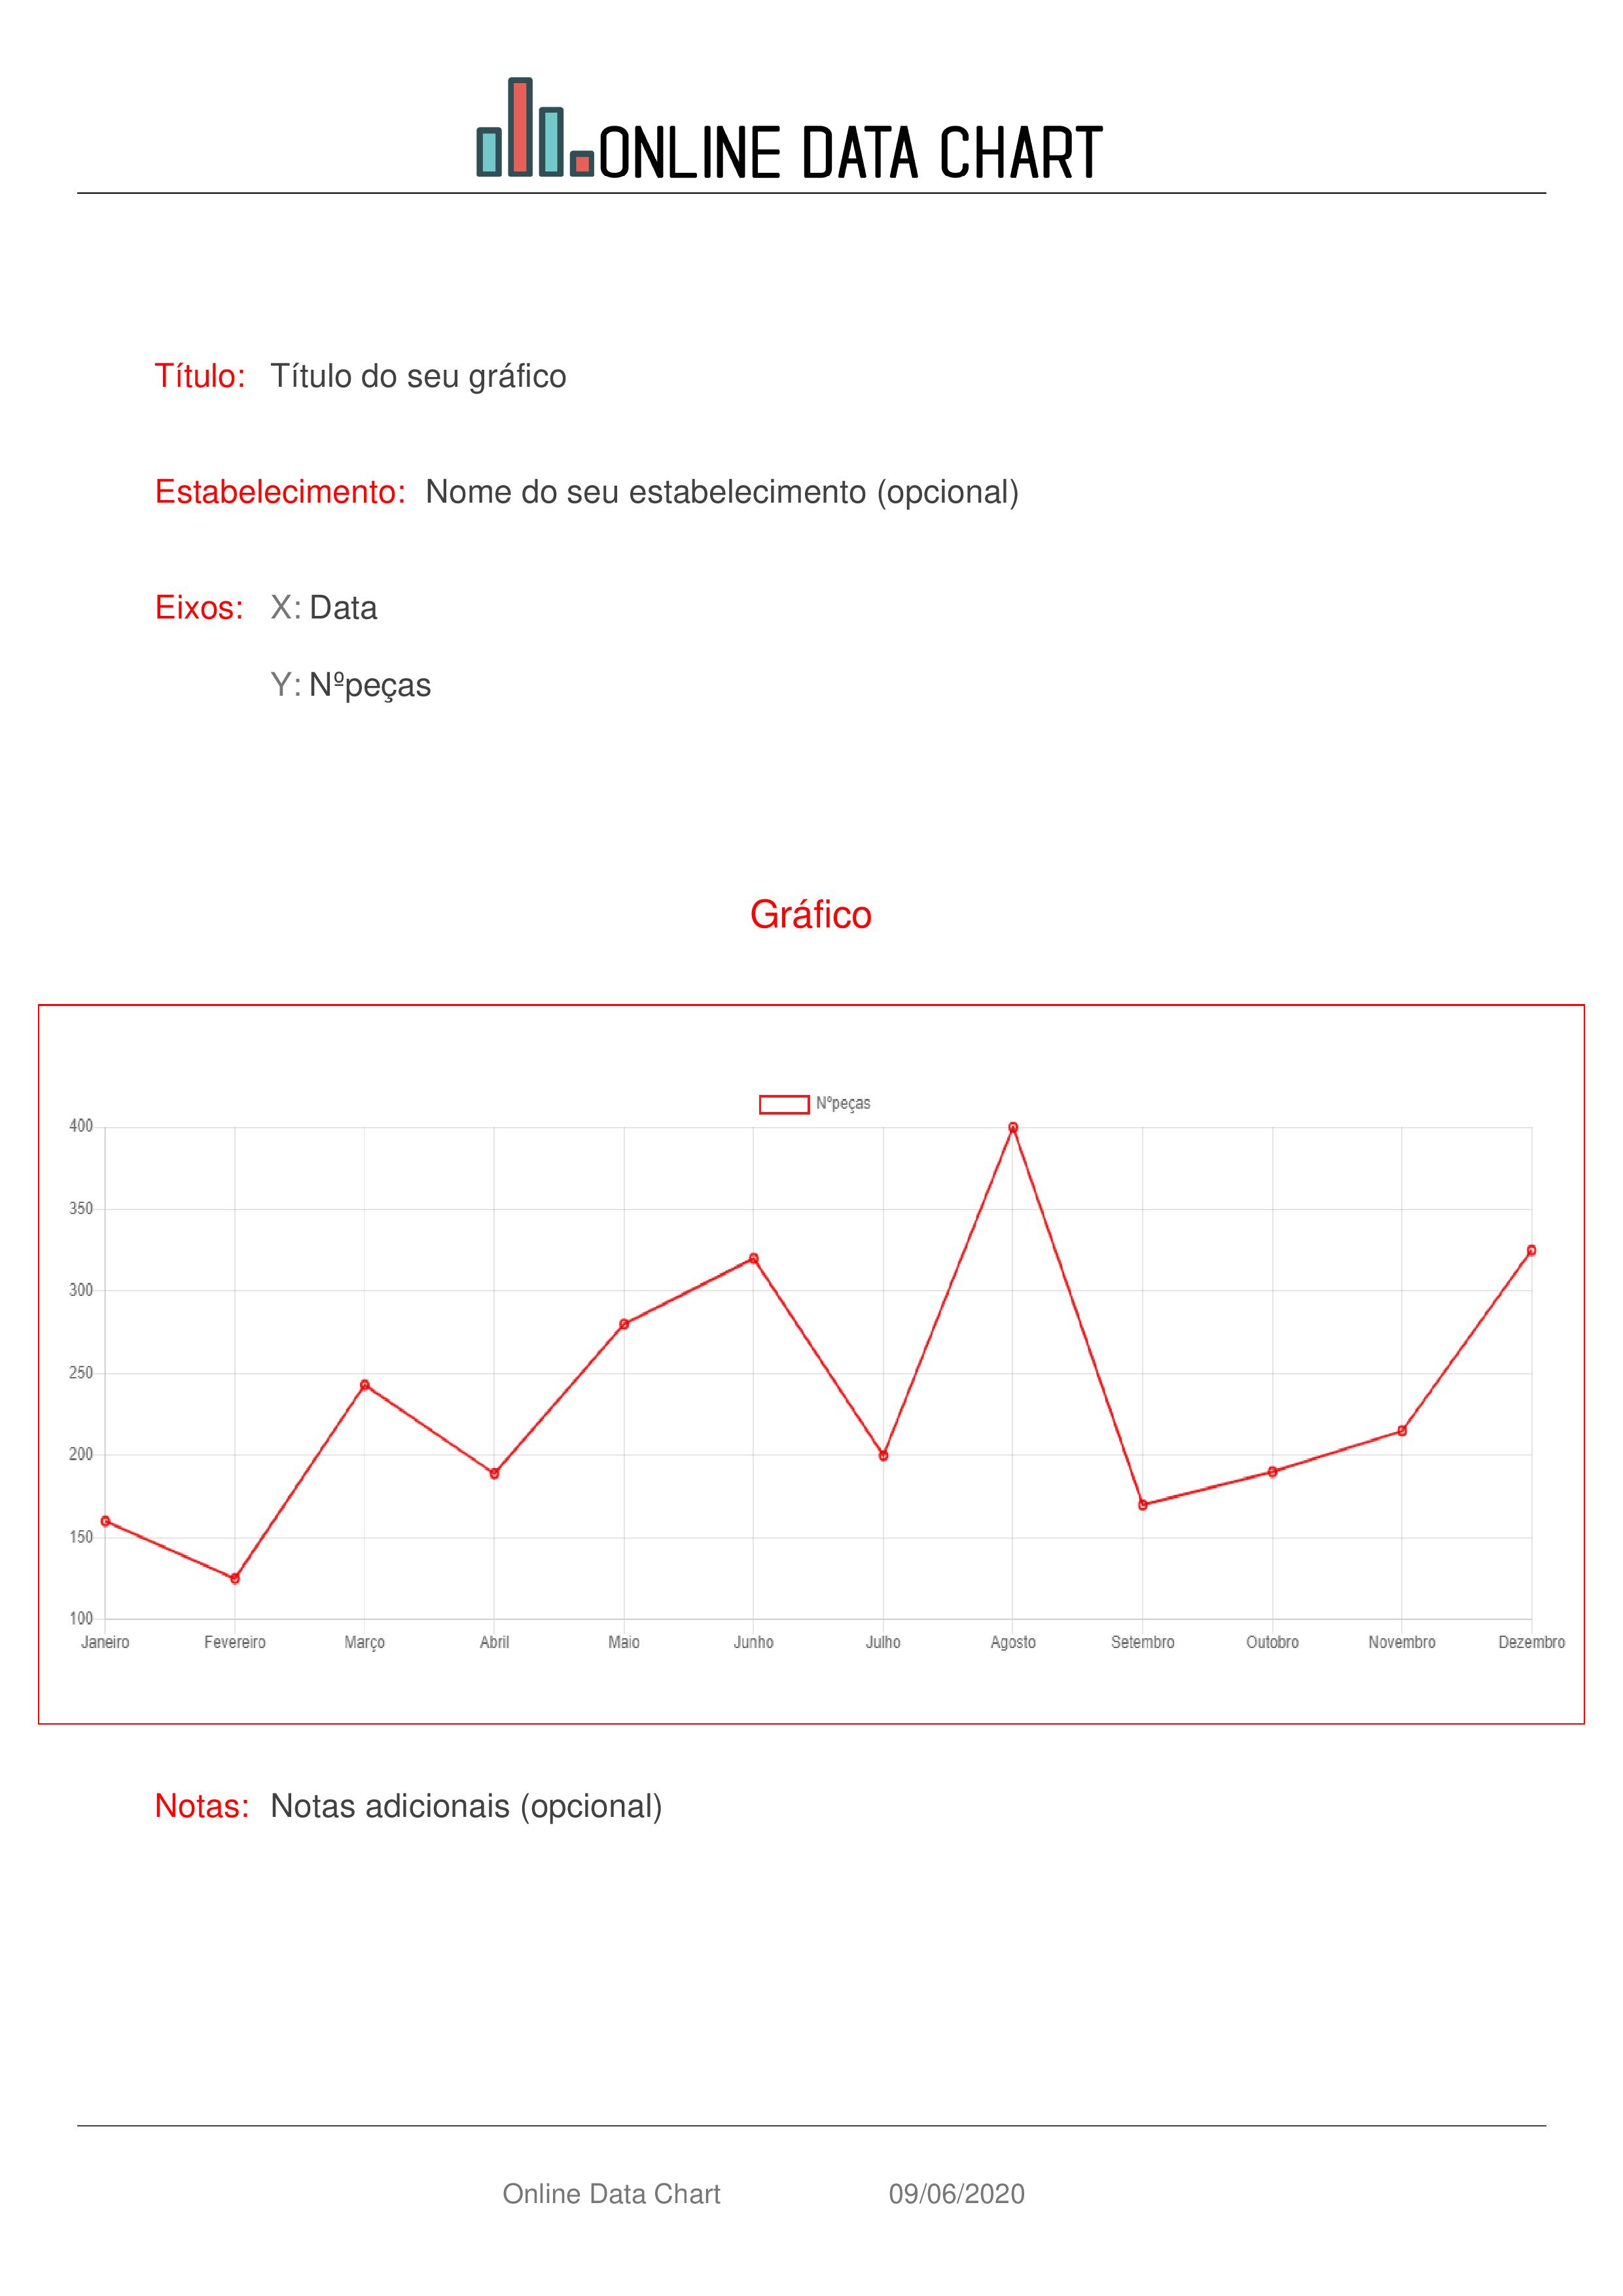 ONLINE DATA CHART
Título: Título do seu gráfico
Estabelecimento: Nome do seu estabelecimento (opcional)
Eixos: X: Data
Y: Nºpeças
Gráfico
Nºpeças
400
350
300
250
200
150
100
Janeiro Fevereiro Março Abril Maio Junho Julho Agosto Setembro Outubro Novembro Dezembro
Notas: Notas adicionais (opcional)
Online Data Chart 09/06/2020